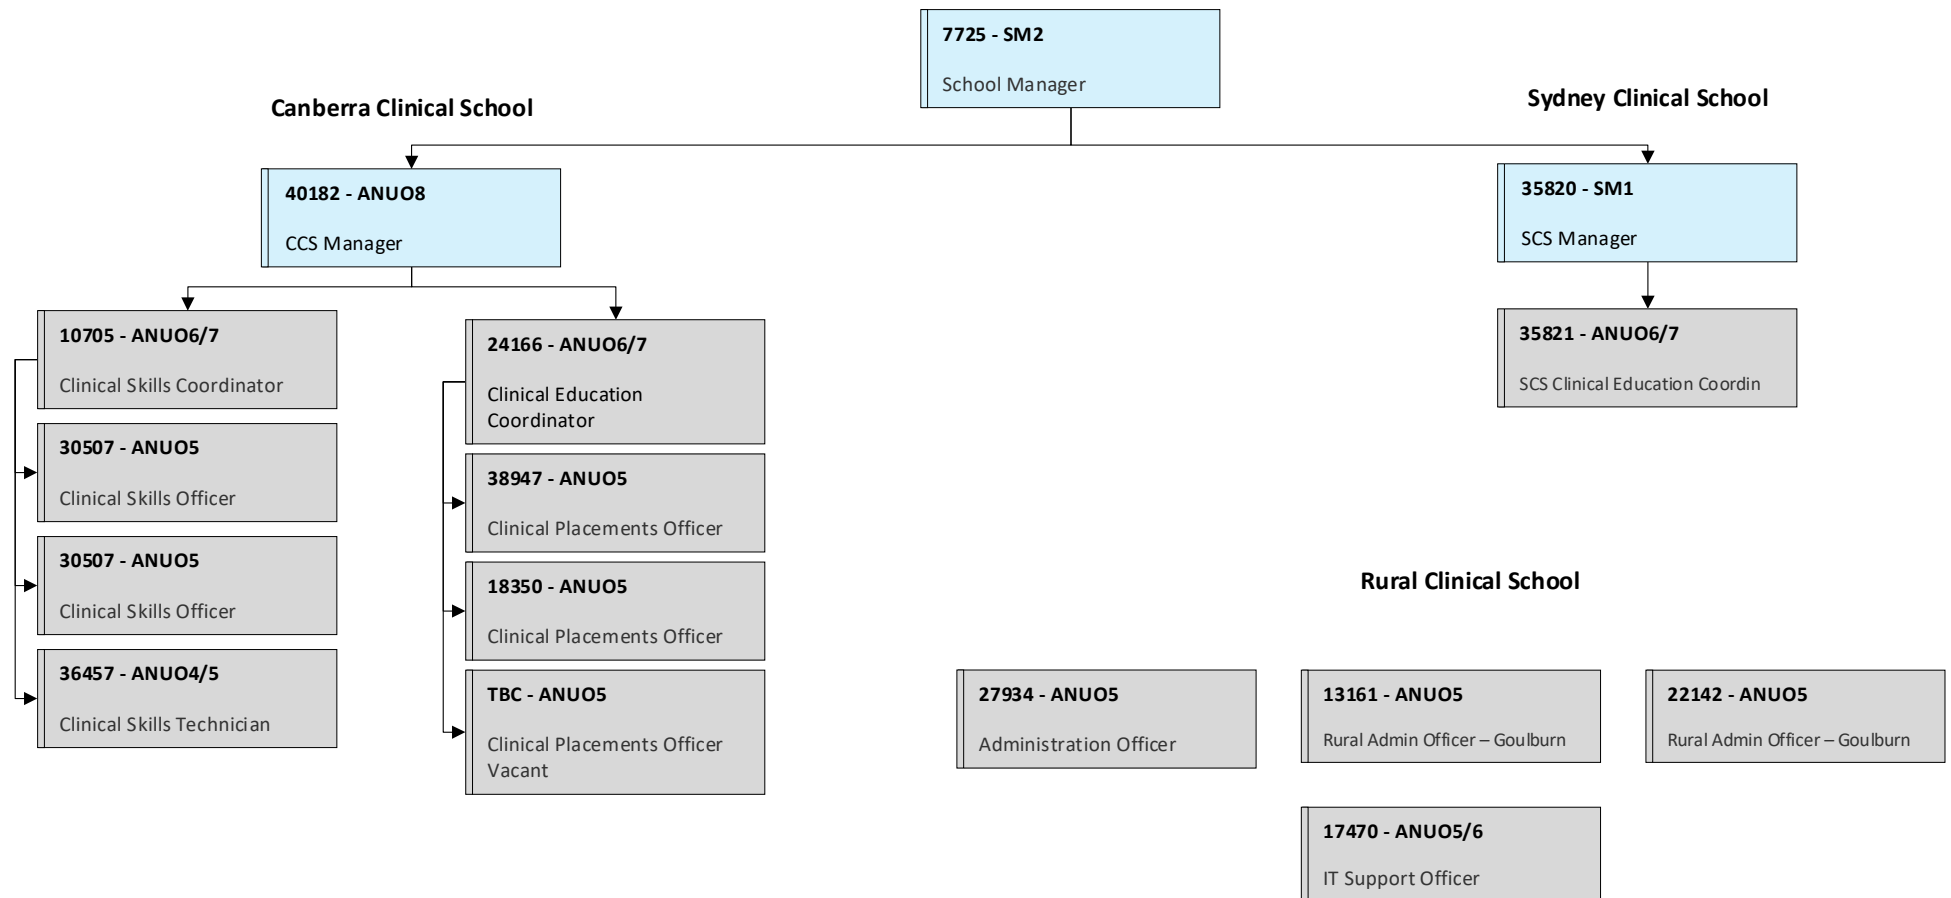 7725 - SM2
School Manager
Canberra Clinical School
Sydney Clinical School
40182 - ANUO8
CCS Manager
35820 - SM1
SCS Manager
10705 - ANUO6/7
Clinical Skills Coordinator
30507 - ANUO5
Clinical Skills Officer
30507 - ANUO5
Clinical Skills Officer
36457 - ANUO4/5
Clinical Skills Technician
24166 - ANUO6/7
Clinical Education
Coordinator
38947 - ANUO5
Clinical Placements Officer
18350 - ANUO5
Clinical Placements Officer
TBC - ANUO5
Clinical Placements Officer
Vacant
35821 - ANUO6/7
SCS Clinical Education Coordin
Rural Clinical School
27934 - ANUO5
Administration Officer
13161 - ANUO5
Rural Admin Officer – Goulburn
22142 - ANUO5
Rural Admin Officer – Goulburn
17470 - ANUO5/6
IT Support Officer